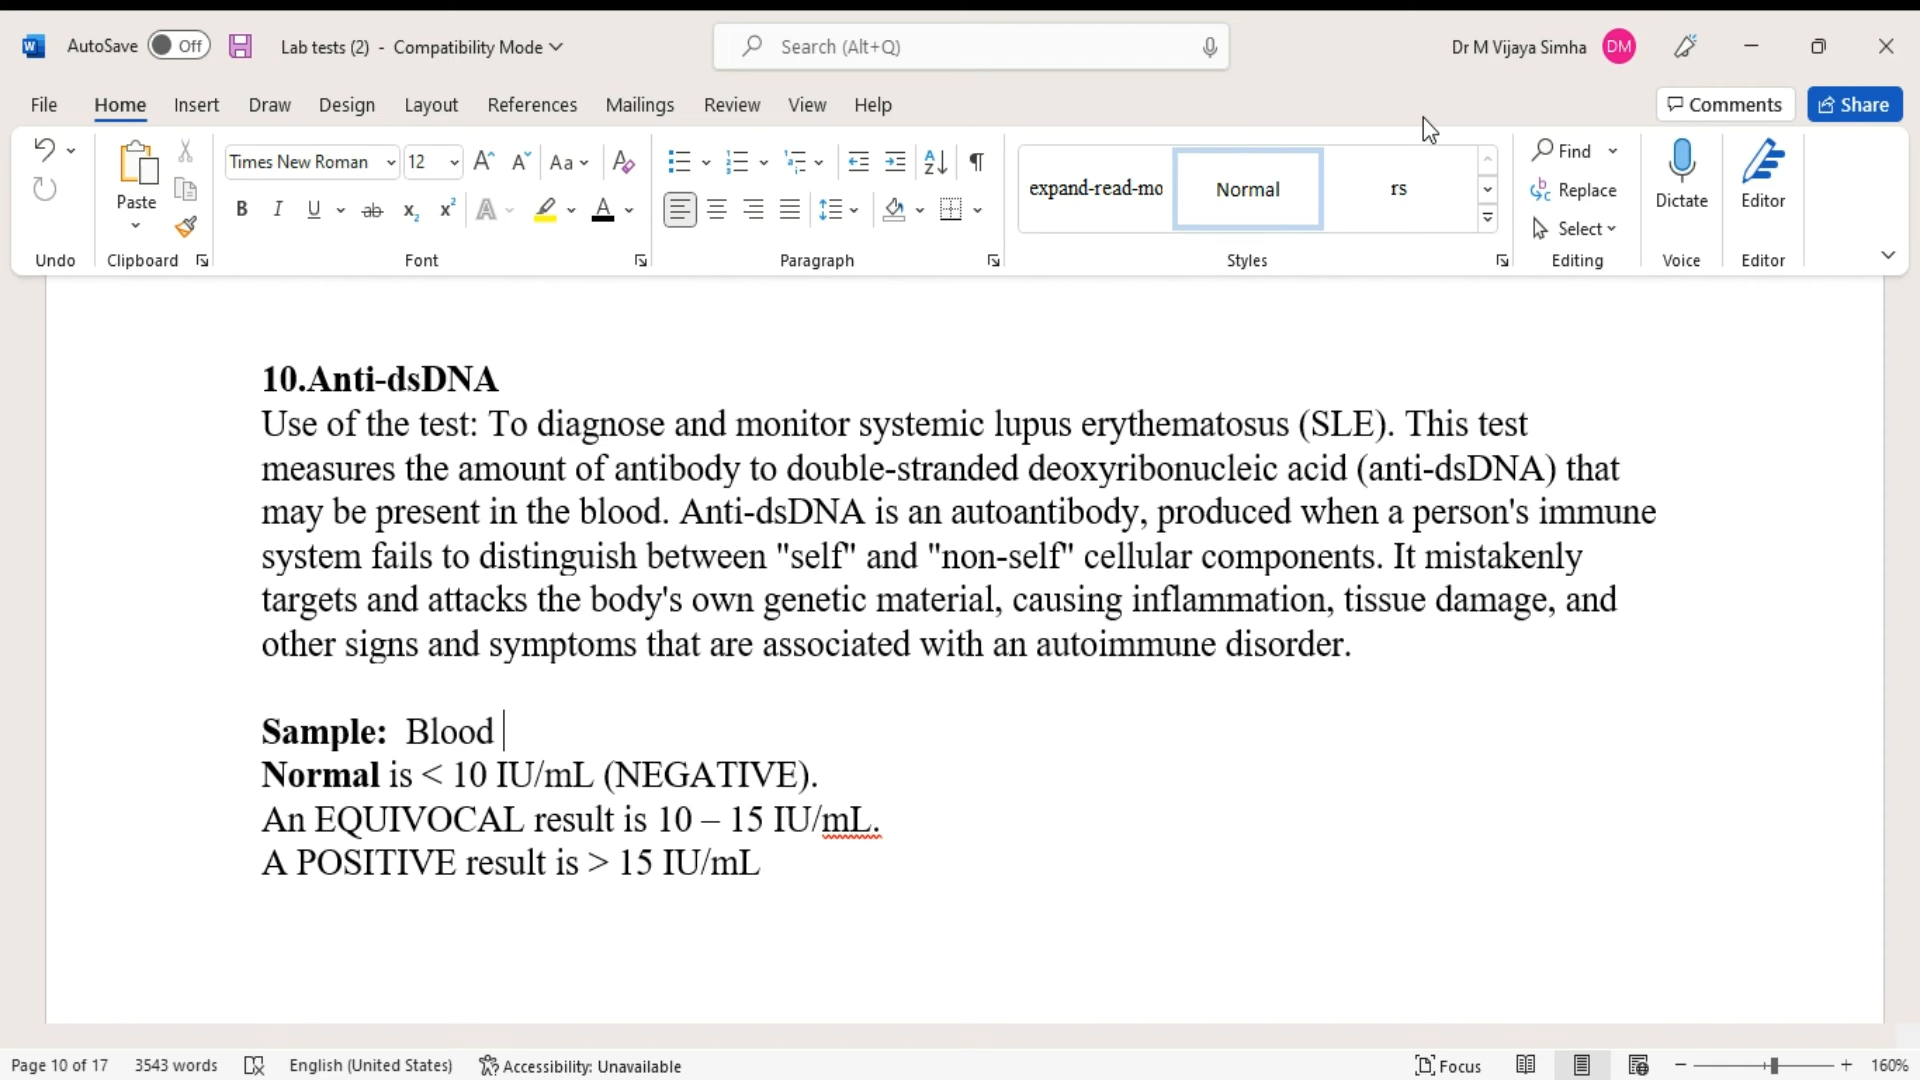 AutoSave Off Lab tests (2) - Compatibility Mode Search (Alt+Q) Dr M Vijaya Simha DM
File Home Insert Draw Design Layout References Mailings Review View Help Comments Share
Times New Roman 12 Aa Find
Paste expand-read-mo Normal rs Replace Dictate Editor
B I U ab x₂ x² A A Select
Undo Clipboard Font Paragraph Styles Editing Voice Editor
10.Anti-dsDNA
Use of the test: To diagnose and monitor systemic lupus erythematosus (SLE). This test
measures the amount of antibody to double-stranded deoxyribonucleic acid (anti-dsDNA) that
may be present in the blood. Anti-dsDNA is an autoantibody, produced when a person's immune
system fails to distinguish between "self" and "non-self" cellular components. It mistakenly
targets and attacks the body's own genetic material, causing inflammation, tissue damage, and
other signs and symptoms that are associated with an autoimmune disorder.
Sample: Blood
Normal is < 10 IU/mL (NEGATIVE).
An EQUIVOCAL result is 10 – 15 IU/mL.
A POSITIVE result is > 15 IU/mL
Page 10 of 17 3543 words English (United States) Accessibility: Unavailable Focus 160%